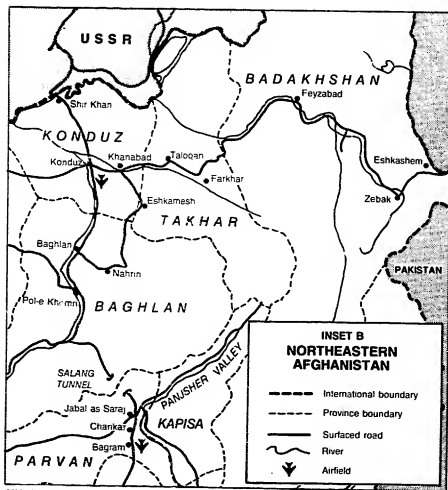 USSR
BADAKHSHAN
Feyzabad
Shir Khan
KONDUZ
Konduz
Khanabad
Taloqan
Farkhar
Eshkashem
Zebak
Eshkamesh
TAKHAR
Baghlan
Nahrin
PAKISTAN
Pol-e Khomri
BAGHLAN
SALANG
TUNNEL
PANJSHER VALLEY
Jabal as Saraj
Charikar
KAPISA
Bagram
PARVAN
INSET B
NORTHEASTERN
AFGHANISTAN
International boundary
Province boundary
Surfaced road
River
Airfield